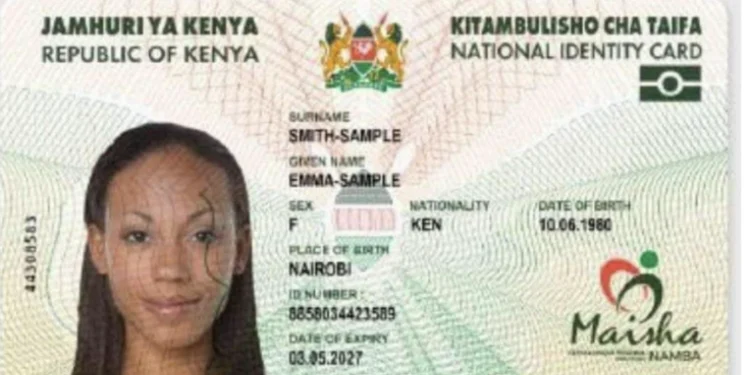 JAMHURI YA KENYA
REPUBLIC OF KENYA
KITAMBULISHO CHA TAIFA
NATIONAL IDENTITY CARD
SURNAME
SMITH-SAMPLE
GIVEN NAME
EMMA-SAMPLE
SEX NATIONALITY DATE OF BIRTH
F KEN 10.06.1980
PLACE OF BIRTH
NAIROBI
ID NUMBER :
8858034423589
DATE OF EXPIRY
03.05.2027
44308583
Maisha
NAMBA